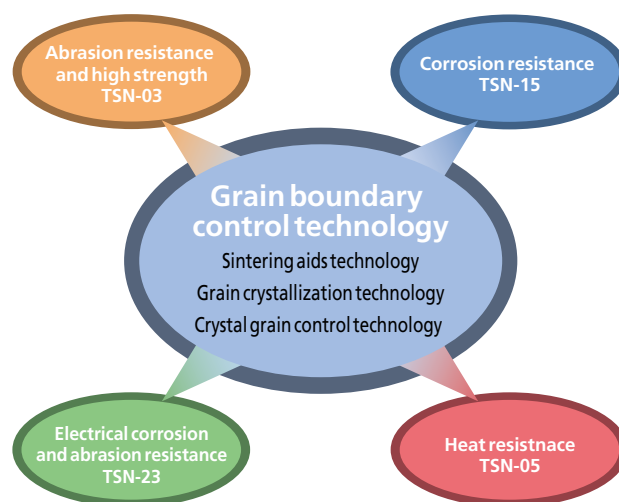 Abrasion resistance
and high strength
TSN-03
Corrosion resistance
TSN-15
Grain boundary
control technology
Sintering aids technology
Grain crystallization technology
Crystal grain control technology
Electrical corrosion
and abrasion resistance
TSN-23
Heat resistnace
TSN-05